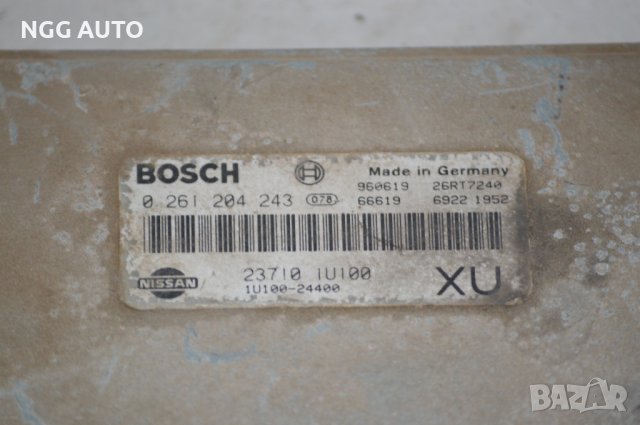 NGG AUTO
BOSCH Made in Germany
960619 26RT7240
0 261 204 243 078 66619 6922 1952
NISSAN 23710 1U100 XU
1U100-24400
BAZAR